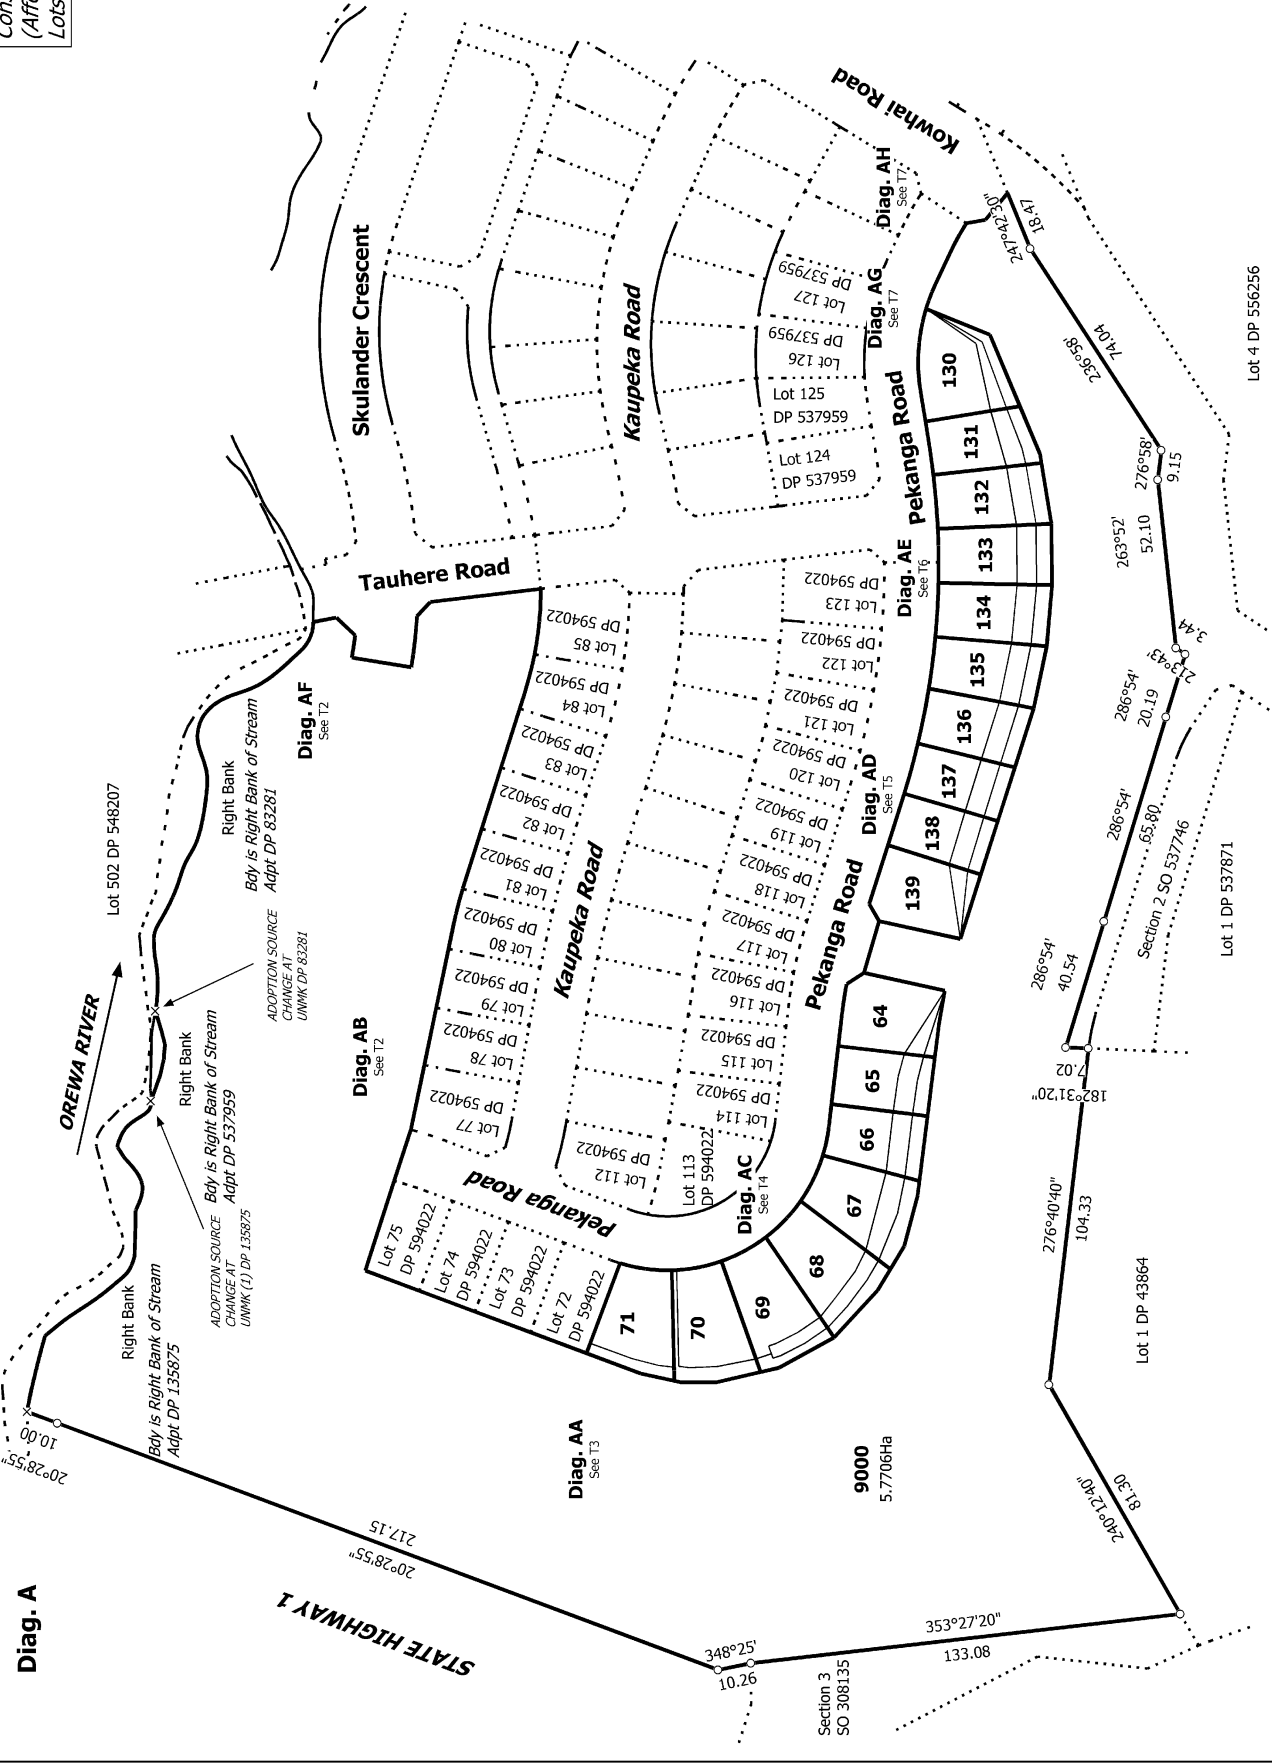 Diag. A
Con
(Affe
Lots
STATE HIGHWAY 1
20°28'55"
10.00
20°28'55"
217.15
348°25'
10.26
353°27'20"
133.08
Section 3
SO 308135
240°12'40"
81.30
276°40'40"
104.33
Lot 1 DP 43864
182°31'20"
7.02
286°54'
40.54
286°54'
65.80
286°54'
20.19
213°43'
3.44
263°52'
52.10
276°58'
9.15
236°58'
74.04
247°42'30"
18.47
Section 2 SO 537746
Lot 1 DP 537871
Lot 4 DP 556256
OREWA RIVER
Lot 502 DP 548207
Right Bank
Bdy is Right Bank of Stream
Adpt DP 135875
ADOPTION SOURCE
CHANGE AT
UNMK (1) DP 135875
Right Bank
Bdy is Right Bank of Stream
Adpt DP 537959
ADOPTION SOURCE
CHANGE AT
UNMK DP 83281
Right Bank
Bdy is Right Bank of Stream
Adpt DP 83281
Diag. AA
See T3
9000
5.7706Ha
Diag. AB
See T2
Diag. AF
See T2
Diag. AC
See T4
Diag. AD
See T5
Diag. AE
See T6
Diag. AG
See T7
Diag. AH
See T7
Skulander Crescent
Tauhere Road
Kaupeka Road
Kaupeka Road
Pekanga Road
Pekanga Road
Pekanga Road
Kowhai Road
Lot 75
DP 594022
Lot 74
DP 594022
Lot 73
DP 594022
Lot 72
DP 594022
Lot 77
DP 594022
Lot 78
DP 594022
Lot 79
DP 594022
Lot 80
DP 594022
Lot 81
DP 594022
Lot 82
DP 594022
Lot 83
DP 594022
Lot 84
DP 594022
Lot 85
DP 594022
Lot 112
DP 594022
Lot 113
DP 594022
Lot 114
DP 594022
Lot 115
DP 594022
Lot 116
DP 594022
Lot 117
DP 594022
Lot 118
DP 594022
Lot 119
DP 594022
Lot 120
DP 594022
Lot 121
DP 594022
Lot 122
DP 594022
Lot 123
DP 594022
Lot 124
DP 537959
Lot 125
DP 537959
Lot 126
DP 537959
Lot 127
DP 537959
71
70
69
68
67
66
65
64
139
138
137
136
135
134
133
132
131
130